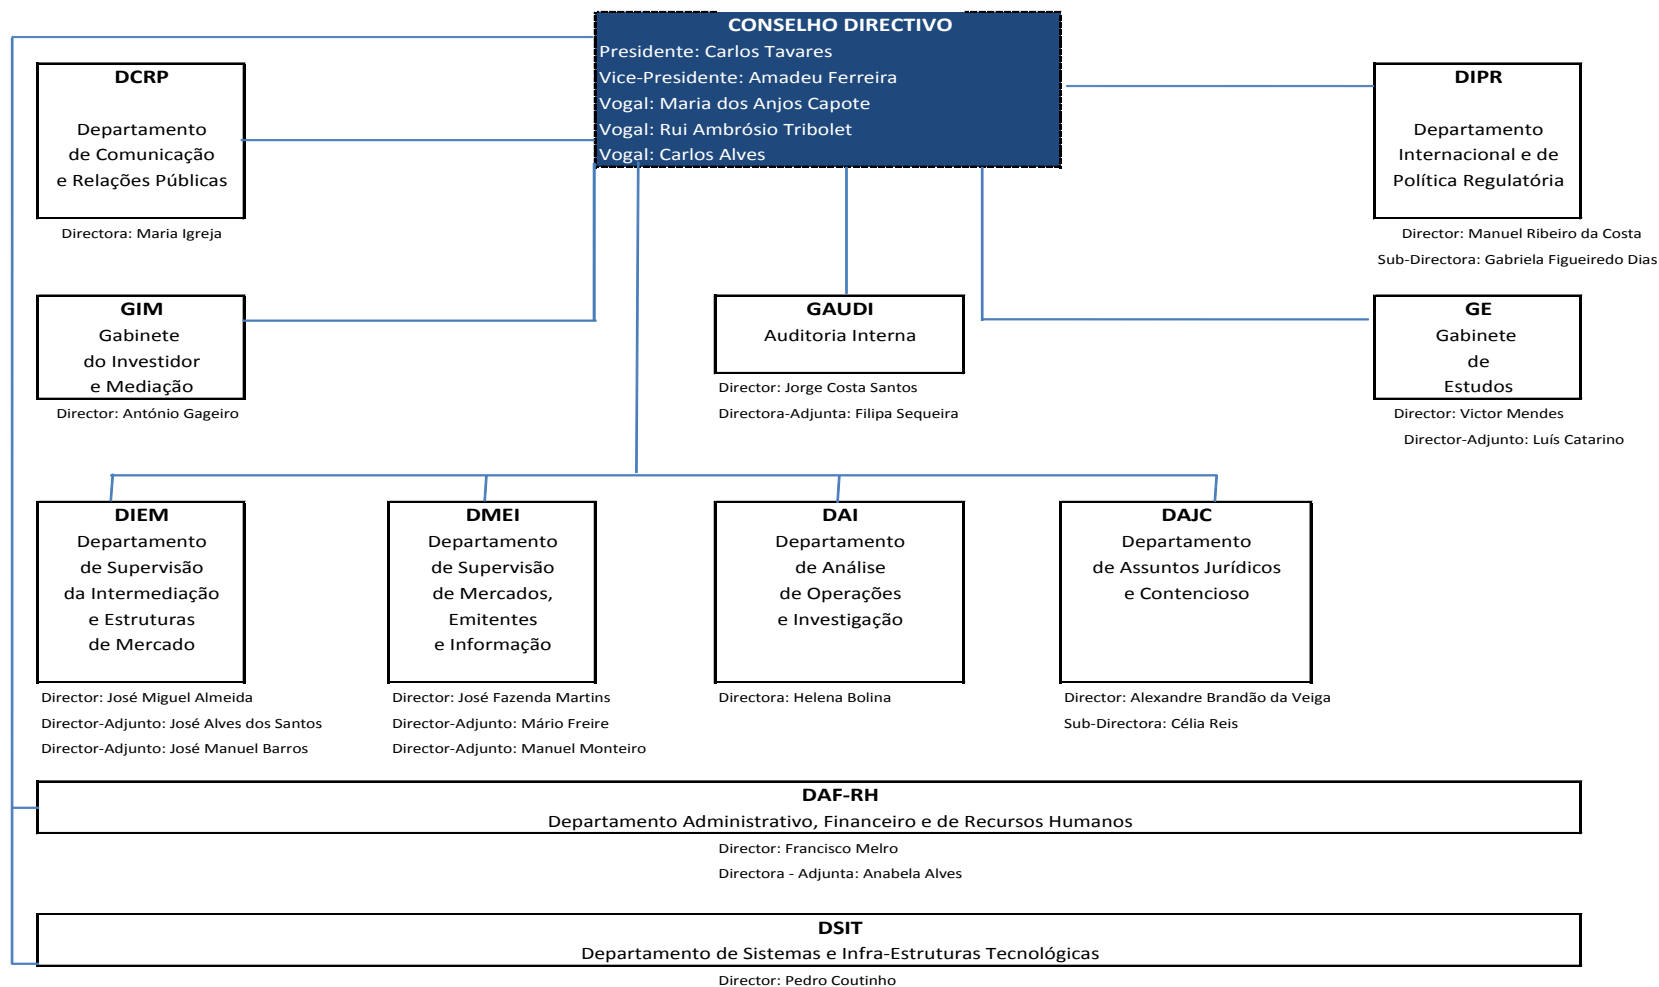 CONSELHO DIRECTIVO
Presidente: Carlos Tavares
Vice-Presidente: Amadeu Ferreira
Vogal: Maria dos Anjos Capote
Vogal: Rui Ambrósio Tribolet
Vogal: Carlos Alves
DCRP
Departamento
de Comunicação
e Relações Públicas
Directora: Maria Igreja
DIPR
Departamento
Internacional e de
Política Regulatória
Director: Manuel Ribeiro da Costa
Sub-Directora: Gabriela Figueiredo Dias
GIM
Gabinete
do Investidor
e Mediação
Director: António Gageiro
GAUDI
Auditoria Interna
Director: Jorge Costa Santos
Directora-Adjunta: Filipa Sequeira
GE
Gabinete
de
Estudos
Director: Victor Mendes
Director-Adjunto: Luís Catarino
DIEM
Departamento
de Supervisão
da Intermediação
e Estruturas
de Mercado
Director: José Miguel Almeida
Director-Adjunto: José Alves dos Santos
Director-Adjunto: José Manuel Barros
DMEI
Departamento
de Supervisão
de Mercados,
Emitentes
e Informação
Director: José Fazenda Martins
Director-Adjunto: Mário Freire
Director-Adjunto: Manuel Monteiro
DAI
Departamento
de Análise
de Operações
e Investigação
Directora: Helena Bolina
DAJC
Departamento
de Assuntos Jurídicos
e Contencioso
Director: Alexandre Brandão da Veiga
Sub-Directora: Célia Reis
DAF-RH
Departamento Administrativo, Financeiro e de Recursos Humanos
Director: Francisco Melro
Directora - Adjunta: Anabela Alves
DSIT
Departamento de Sistemas e Infra-Estruturas Tecnológicas
Director: Pedro Coutinho